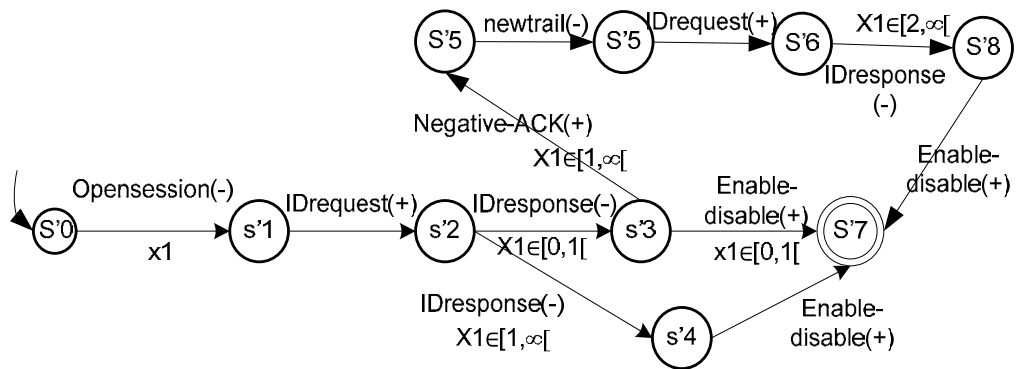 S'5
newtrail(-)
S'5
IDrequest(+)
S'6
X1∈[2,∞[
IDresponse
(-)
S'8
Negative-ACK(+)
X1∈[1,∞[
Enable-
disable(+)
S'0
Opensession(-)
x1
s'1
IDrequest(+)
s'2
IDresponse(-)
X1∈[0,1[
s'3
Enable-
disable(+)
x1∈[0,1[
S'7
IDresponse(-)
X1∈[1,∞[
s'4
Enable-
disable(+)